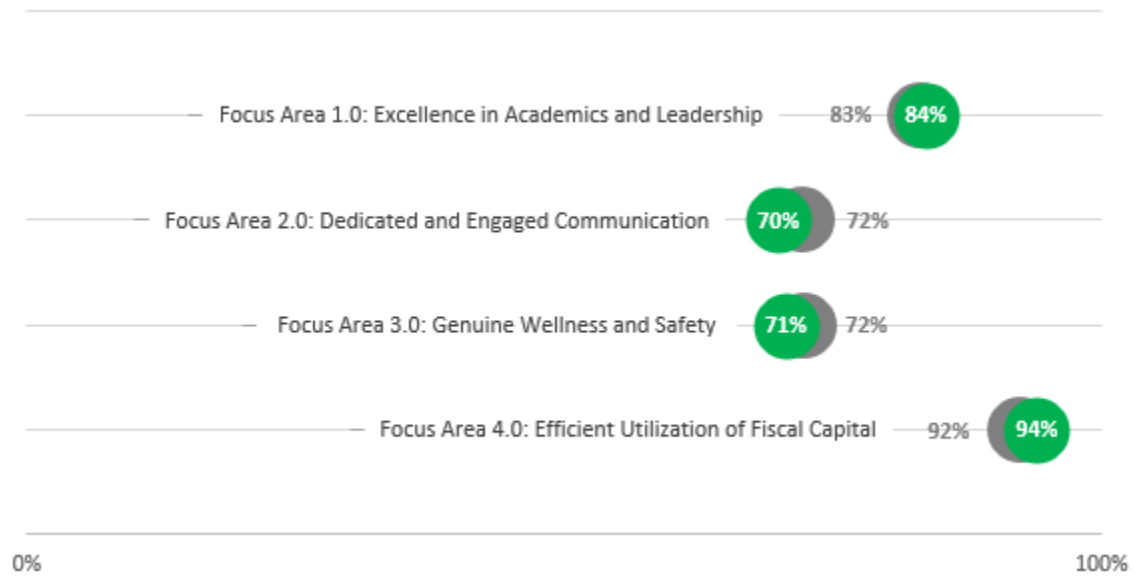 Focus Area 1.0: Excellence in Academics and Leadership 83% 84%
Focus Area 2.0: Dedicated and Engaged Communication 70% 72%
Focus Area 3.0: Genuine Wellness and Safety 71% 72%
Focus Area 4.0: Efficient Utilization of Fiscal Capital 92% 94%
0% 100%